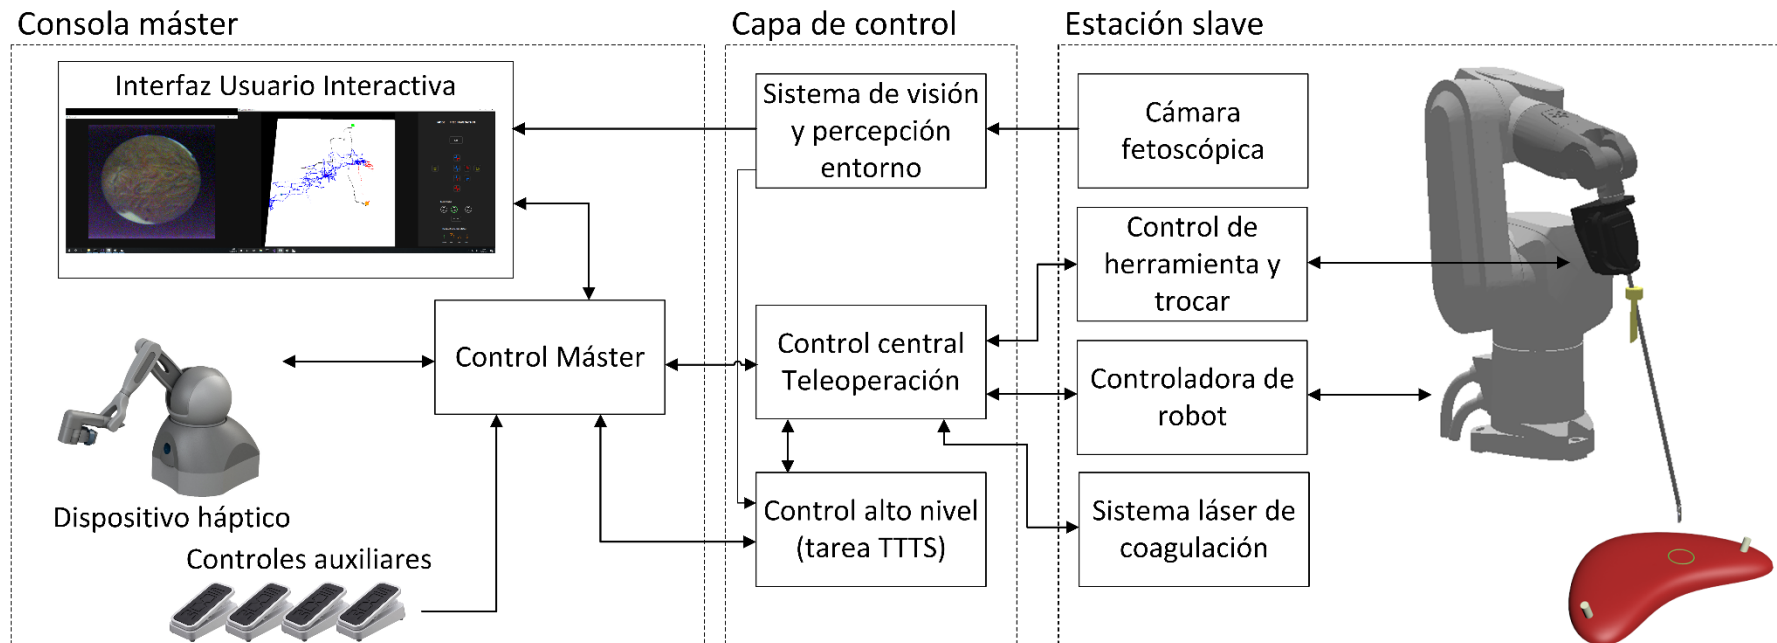 Consola máster
Interfaz Usuario Interactiva
Control Máster
Dispositivo háptico
Controles auxiliares
Capa de control
Sistema de visión
y percepción
entorno
Control central
Teleoperación
Control alto nivel
(tarea TTTS)
Estación slave
Cámara
fetoscópica
Control de
herramienta y
trocar
Controladora de
robot
Sistema láser de
coagulación